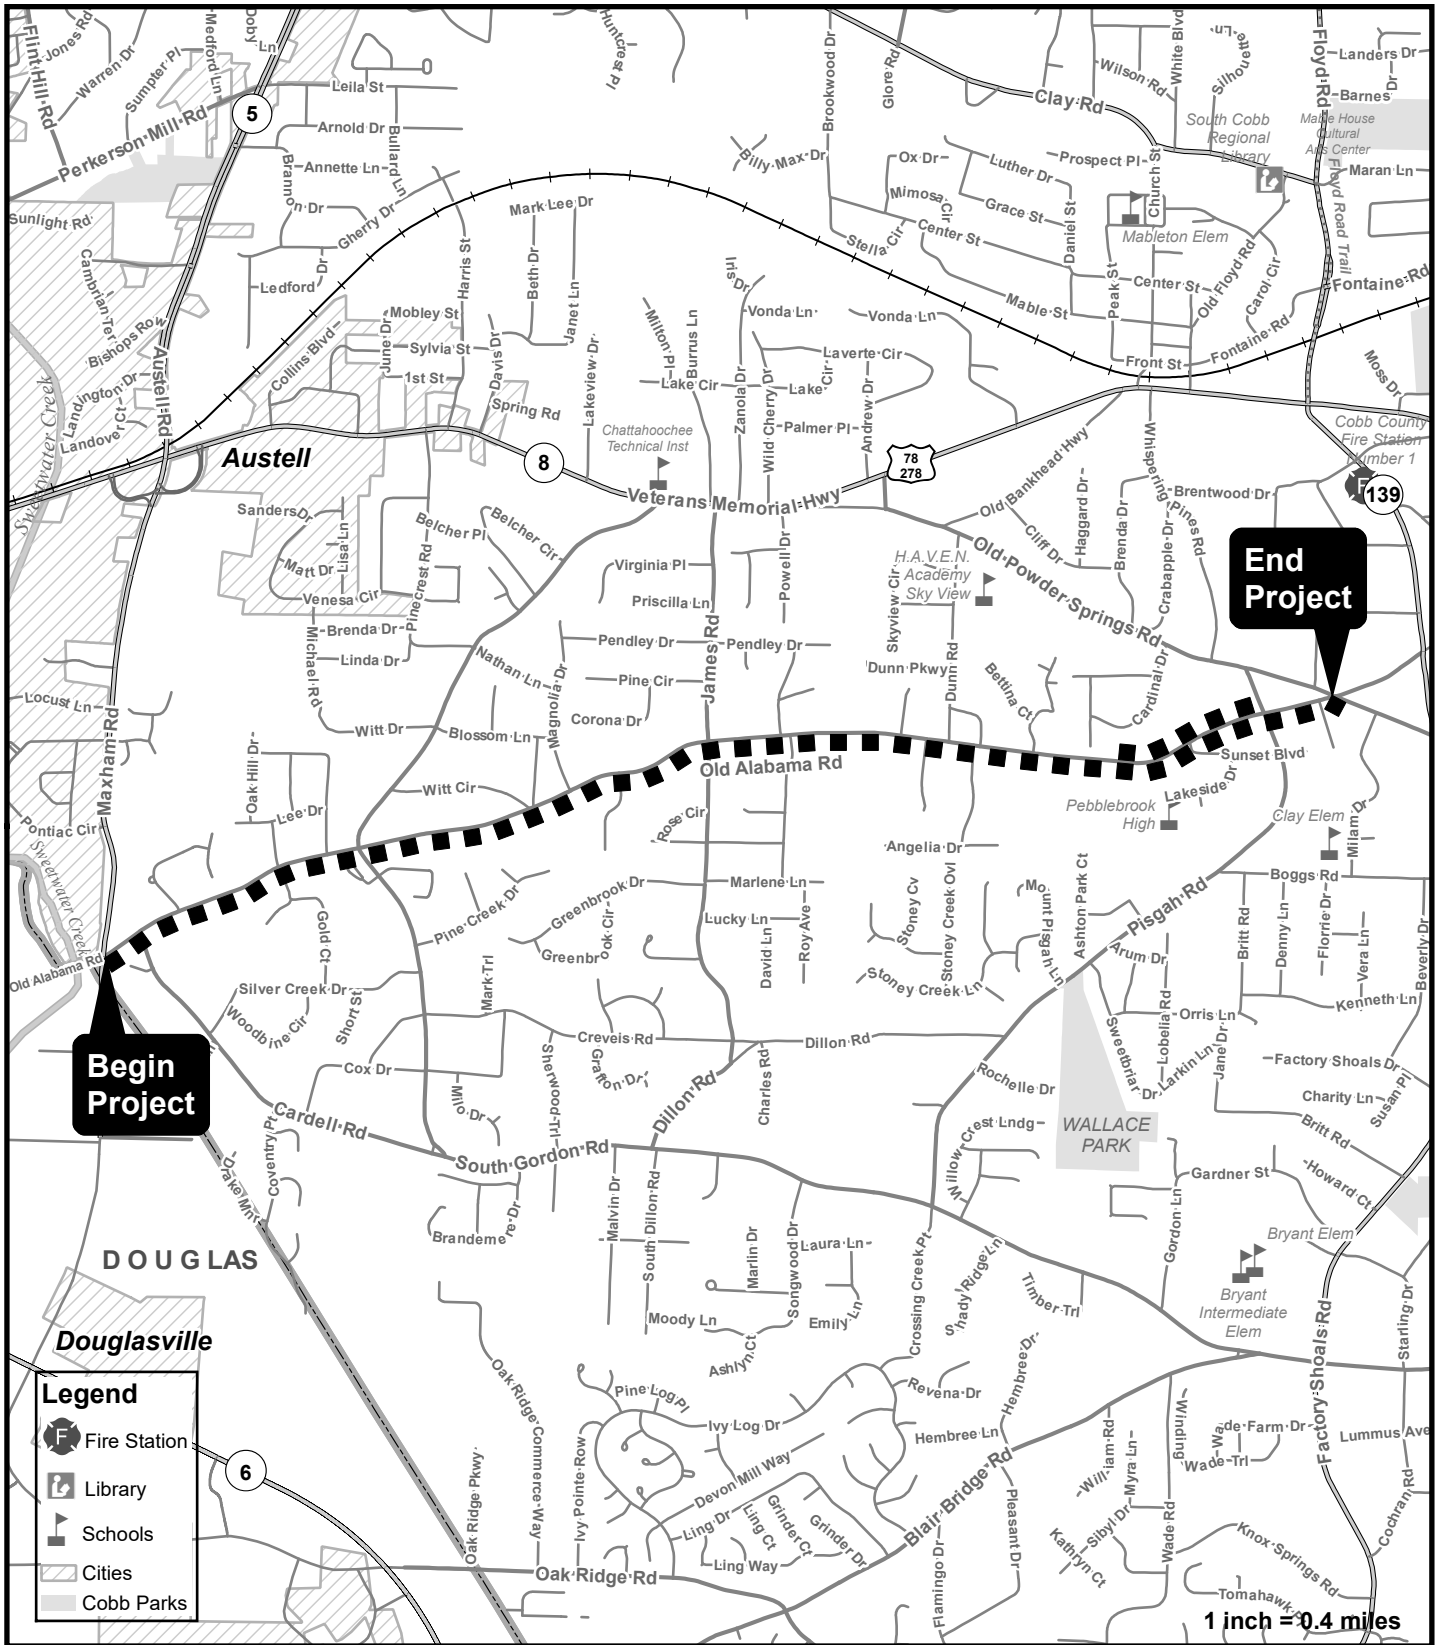 Flint Hill Rd
Jones Rd
Warren Dr
Sumpter Pl
Medford Ln
Doby Ln
Perkerson Mill Rd
5
Leila St
Arnold Dr
Bullard Ln
Annette Ln
Brannon Dr
Gherry Dr
Ledford Dr
Sunlight Rd
Cambrian Ter
Bishops Row
Landington Dr
Landover Ct
Austell Rd
Sweetwater Creek
Huntcrest Pl
Mark Lee Dr
Harris St
Beth Dr
Janet Ln
Mobley St
June Dr
Sylvia St
1st St
Davis Dr
Spring Rd
Collins Blvd
Lakeview Dr
Austell
8
Chattahoochee
Technical Inst
Milton Pl
Burrus Ln
Lake Cir
Iris Dr
Vonda Ln
Vonda Ln
Laverte Cir
Lake Cir
Zanola Dr
Wild Cherry Dr
Palmer Pl
Andrew Dr
Veterans Memorial Hwy
78
278
Brookwood Dr
Glore Rd
Billy Max Dr
Ox Dr
Mimosa Cir
Center St
Stella Cir
Luther Dr
Grace St
Daniel St
Mable St
Clay Rd
Wilson Rd
White Blvd
Silhouette Ln
Floyd Rd
Landers Dr
Barnes Dr
South Cobb
Regional
Library
Mable House
Cultural
Arts Center
Maran Ln
Floyd Road Trail
Prospect Pl
Church St
Mableton Elem
Peak St
Center St
Old Floyd Rd
Carol Cir
Fontaine Rd
Fontaine Rd
Front St
Moss Dr
Cobb County
Fire Station
Number 1
F
139
Old Bankhead Hwy
Whispering Pines Rd
Haggard Dr
Brenda Dr
Brentwood Dr
Cliff Dr
Crabapple Dr
Old Powder Springs Rd
H.A.V.E.N.
Academy
Sky View
Skyview Cir
Dunn Pkwy
Dunn Rd
Bettina Ct
Cardinal Dr
End
Project
Sanders Dr
Matt Dr
Lisa Ln
Venesa Cir
Belcher Pl
Belcher Cir
Pinecrest Rd
Brenda Dr
Linda Dr
Michael Rd
Witt Dr
Blossom Ln
Nathan Ln
Magnolia Dr
Virginia Pl
Priscilla Ln
Pendley Dr
Pendley Dr
Pine Cir
Corona Dr
James Rd
Powell Dr
Locust Ln
Maxham Rd
Pontiac Cir
Sweetwater Creek
Old Alabama Rd
Oak Hill Dr
Lee Dr
Witt Cir
Old Alabama Rd
Sunset Blvd
Lakeside Dr
Pebblebrook
High
Clay Elem
Milam Dr
Rose Cir
Angelia Dr
Marlene Ln
Lucky Ln
David Ln
Roy Ave
Stoney Cv
Stoney Creek Ovl
Stoney Creek Ln
Mount Pisgah Ln
Ashton Park Ct
Pisgah Rd
Boggs Rd
Britt Rd
Denny Ln
Florrie Dr
Vera Ln
Beverly Dr
Arum Dr
Kenneth Ln
Orris Ln
Lobelia Rd
Sweetbriar Dr
Larkin Ln
Jane Dr
Factory Shoals Dr
Charity Ln
Susan Pl
Britt Rd
Howard Ct
Gold Ct
Silver Creek Dr
Woodbine Cir
Short St
Pine Creek Dr
Greenbrook Dr
Greenbrook Cir
Mark Trl
Creveis Rd
Grafton Dr
Sherwood Trl
Cox Dr
Milo Dr
Dillon Rd
Dillon Rd
Charles Rd
Rochelle Dr
Willow Crest Lndg
WALLACE
PARK
Begin
Project
Cardell Rd
South Gordon Rd
Coventry Pt
Drake Mnr
Brandemere Dr
Malvin Dr
South Dillon Rd
Marlin Dr
Songwood Dr
Laura Ln
Moody Ln
Emily Ln
Ashlyn Ct
Crossing Creek Pt
Shady Ridge Ln
Timber Trl
Gordon Ln
Gardner St
Bryant Elem
Bryant
Intermediate
Elem
Factory Shoals Rd
Starling Dr
DOUGLAS
Douglasville
6
Oak Ridge Pkwy
Oak Ridge Commerce Way
Ivy Pointe Row
Pine Log Pl
Ivy Log Dr
Devon Mill Way
Ling Dr
Ling Ct
Ling Way
Grinder Ct
Grinder Dr
Oak Ridge Rd
Revena Dr
Hembree Dr
Hembree Ln
Blair Bridge Rd
Pleasant Dr
Flamingo Dr
William Rd
Myra Ln
Sibyl Dr
Kathryn Ct
Wade Rd
Winding
Wade Farm Dr
Wade Trl
Lummus Ave
Cochran Rd
Knox Springs Rd
Tomahawk
Legend
F
Fire Station
Library
Schools
Cities
Cobb Parks
1 inch = 0.4 miles